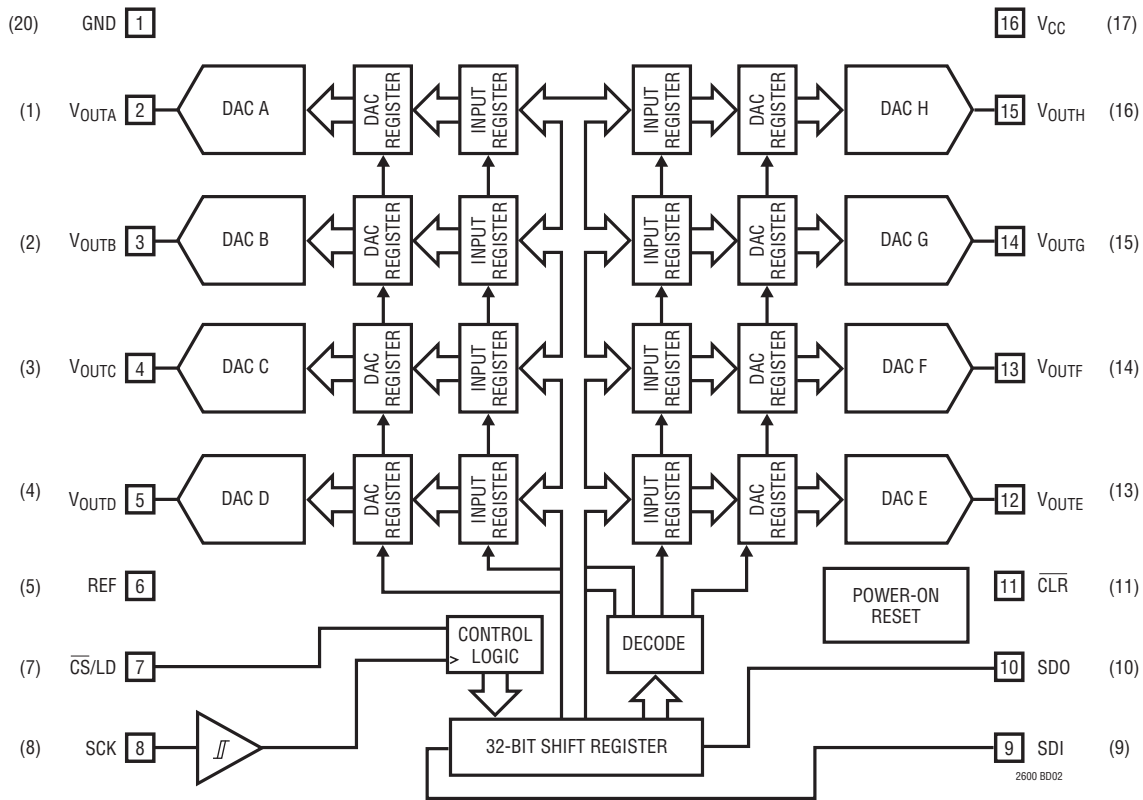 (20) GND 1
16 VCC (17)
(1) VOUTA 2
DAC A
DAC REGISTER
INPUT REGISTER
INPUT REGISTER
DAC REGISTER
DAC H
15 VOUTH (16)
(2) VOUTB 3
DAC B
DAC REGISTER
INPUT REGISTER
INPUT REGISTER
DAC REGISTER
DAC G
14 VOUTG (15)
(3) VOUTC 4
DAC C
DAC REGISTER
INPUT REGISTER
INPUT REGISTER
DAC REGISTER
DAC F
13 VOUTF (14)
(4) VOUTD 5
DAC D
DAC REGISTER
INPUT REGISTER
INPUT REGISTER
DAC REGISTER
DAC E
12 VOUTE (13)
(5) REF 6
POWER-ON
RESET
11 C̅L̅R̅ (11)
(7) C̅S̅/LD 7
CONTROL
LOGIC
DECODE
10 SDO (10)
(8) SCK 8
32-BIT SHIFT REGISTER
9 SDI (9)
2600 BD02